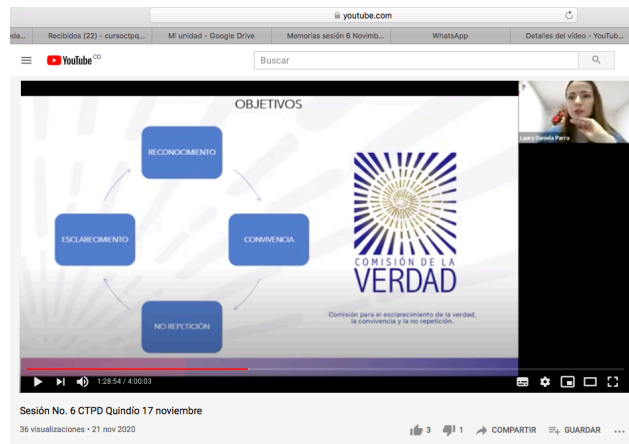 youtube.com
eda...
Recibidos (22) - cursoctpq...
Mi unidad - Google Drive
Memorias sesión 6 Novimb...
WhatsApp
Detalles del vídeo - YouTub...
YouTube CO
Buscar
OBJETIVOS
RECONOCIMIENTO
ESCLARECIMIENTO
CONVIVENCIA
NO REPETICIÓN
COMISIÓN DE LA
VERDAD
Comisión para el esclarecimiento de la verdad,
la convivencia y la no repetición.
Laura Daniela Parra
1:28:54 / 4:00:03
Sesión No. 6 CTPD Quindío 17 noviembre
36 visualizaciones • 21 nov 2020
3
1
COMPARTIR
GUARDAR